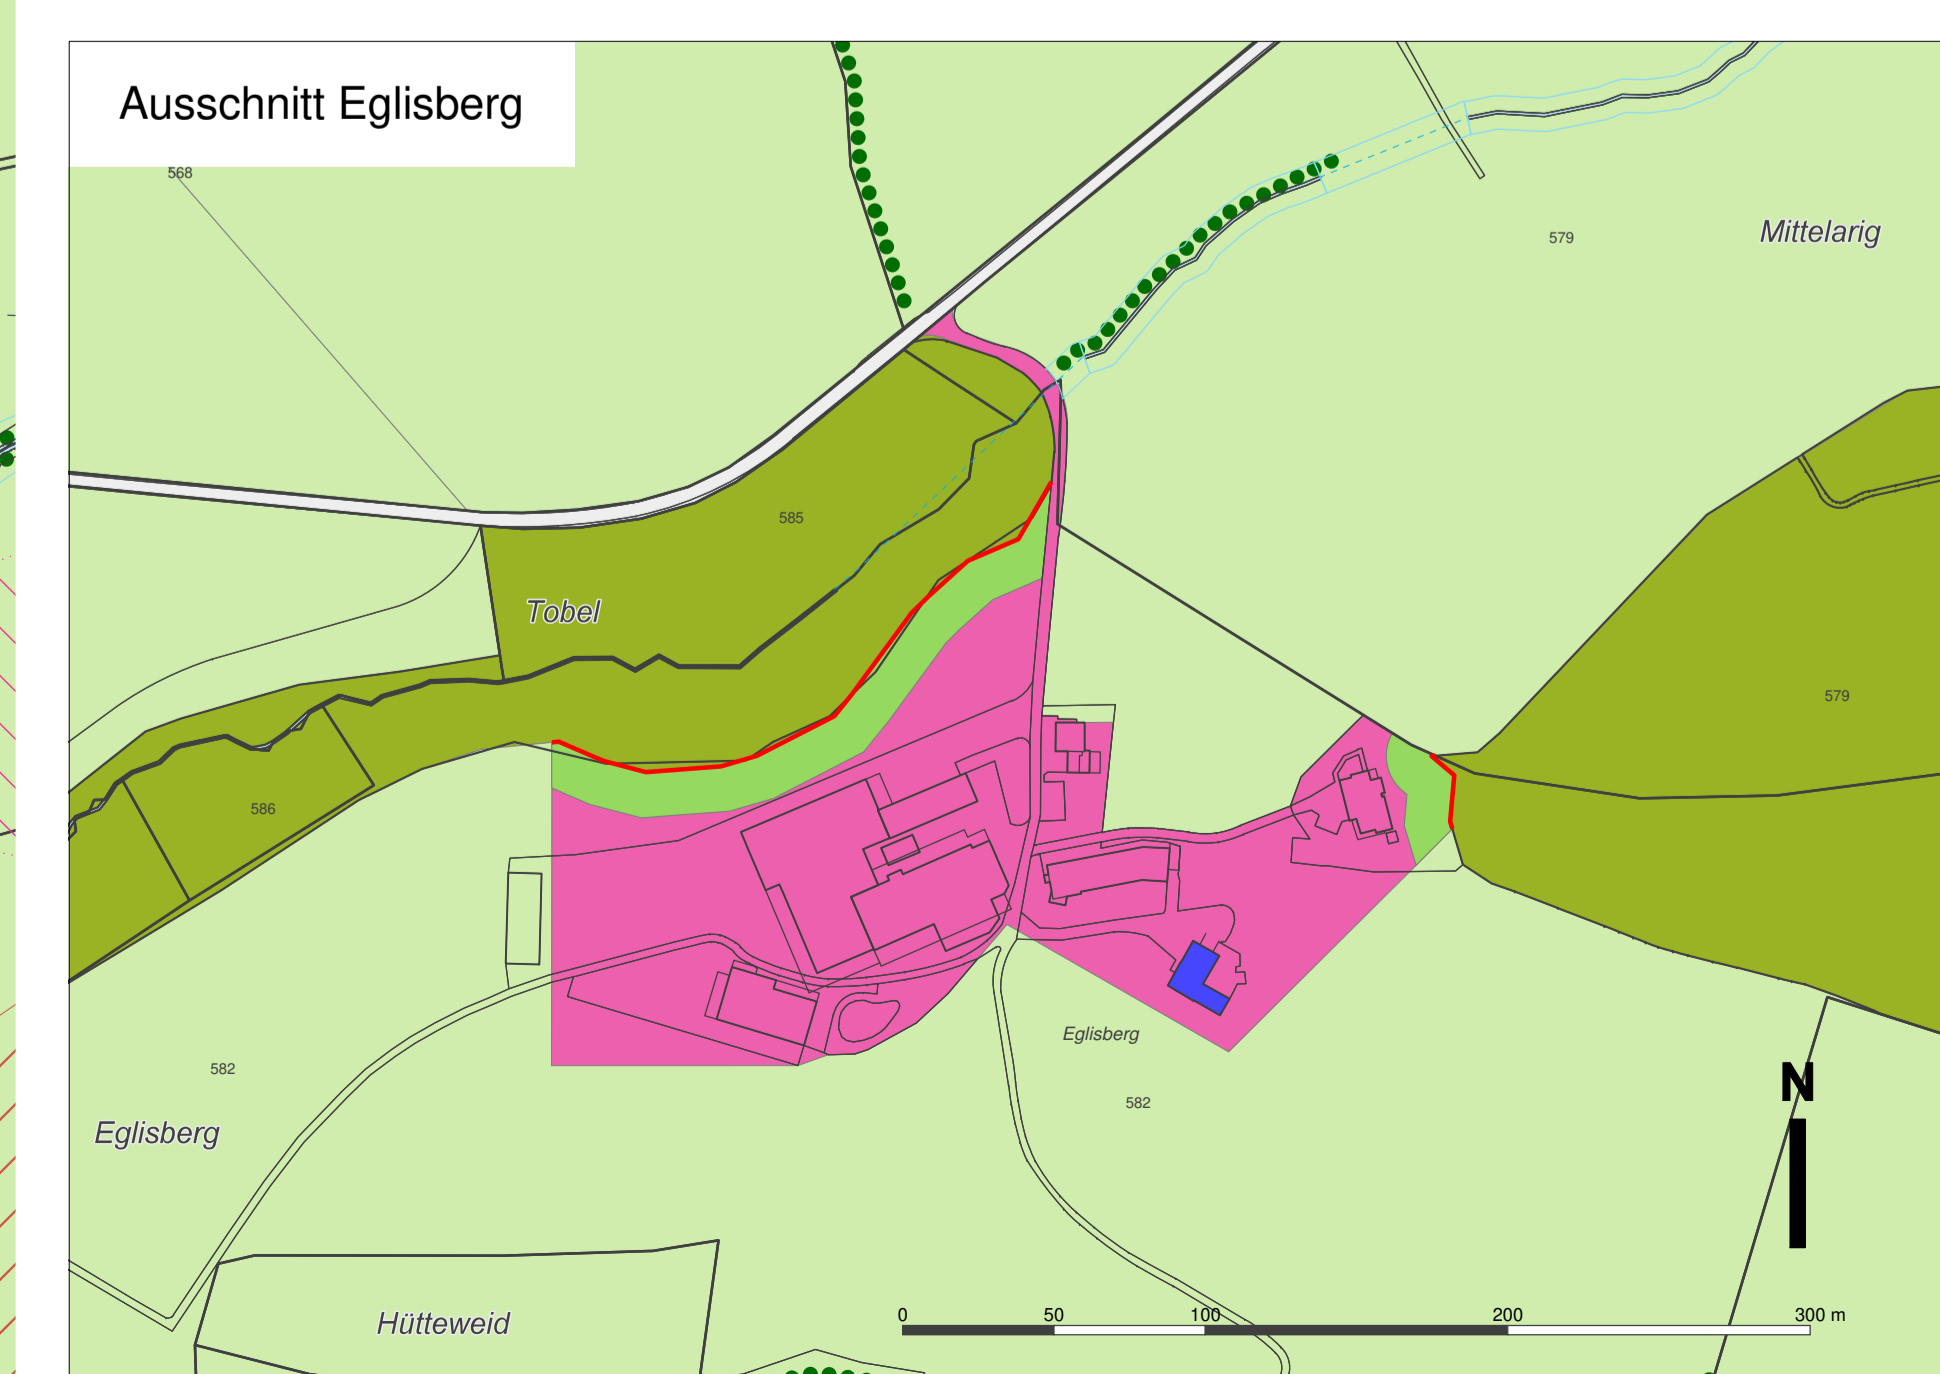 Ausschnitt Eglisberg
568
579
Mittelarig
585
Tobel
579
586
Eglisberg
582
N
582
Eglisberg
Hütteweid
0 50 100 200 300 m